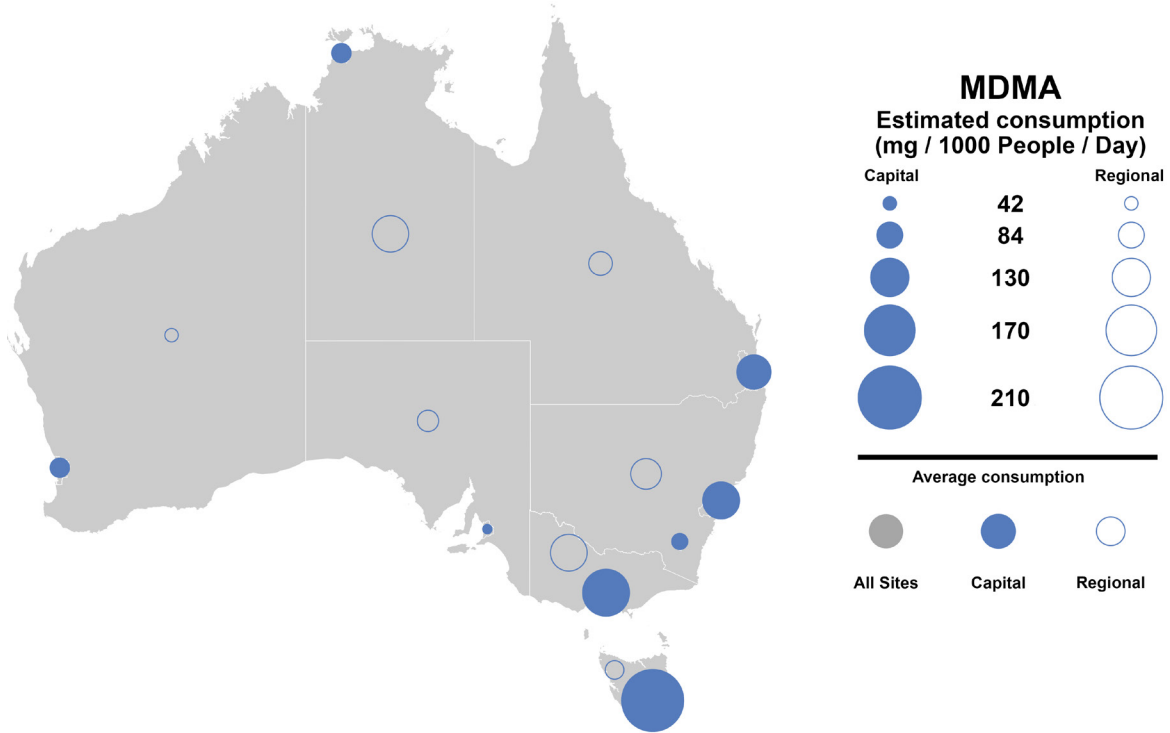 MDMA
Estimated consumption
(mg / 1000 People / Day)
Capital Regional
42
84
130
170
210
Average consumption
All Sites Capital Regional